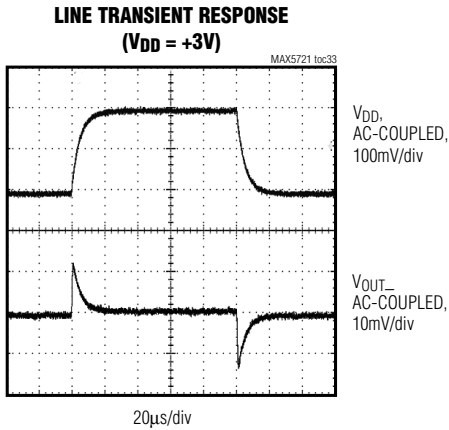 LINE TRANSIENT RESPONSE
(VDD = +3V)
MAX5721 toc33
VDD,
AC-COUPLED,
100mV/div
VOUT_
AC-COUPLED,
10mV/div
20µs/div